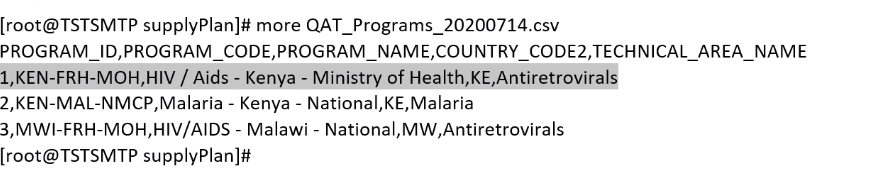 [root@TSTSMTP supplyPlan]# more QAT_Programs_20200714.csv
PROGRAM_ID,PROGRAM_CODE,PROGRAM_NAME,COUNTRY_CODE2,TECHNICAL_AREA_NAME
1,KEN-FRH-MOH,HIV / Aids - Kenya - Ministry of Health,KE,Antiretrovirals
2,KEN-MAL-NMCP,Malaria - Kenya - National,KE,Malaria
3,MWI-FRH-MOH,HIV/AIDS - Malawi - National,MW,Antiretrovirals
[root@TSTSMTP supplyPlan]#